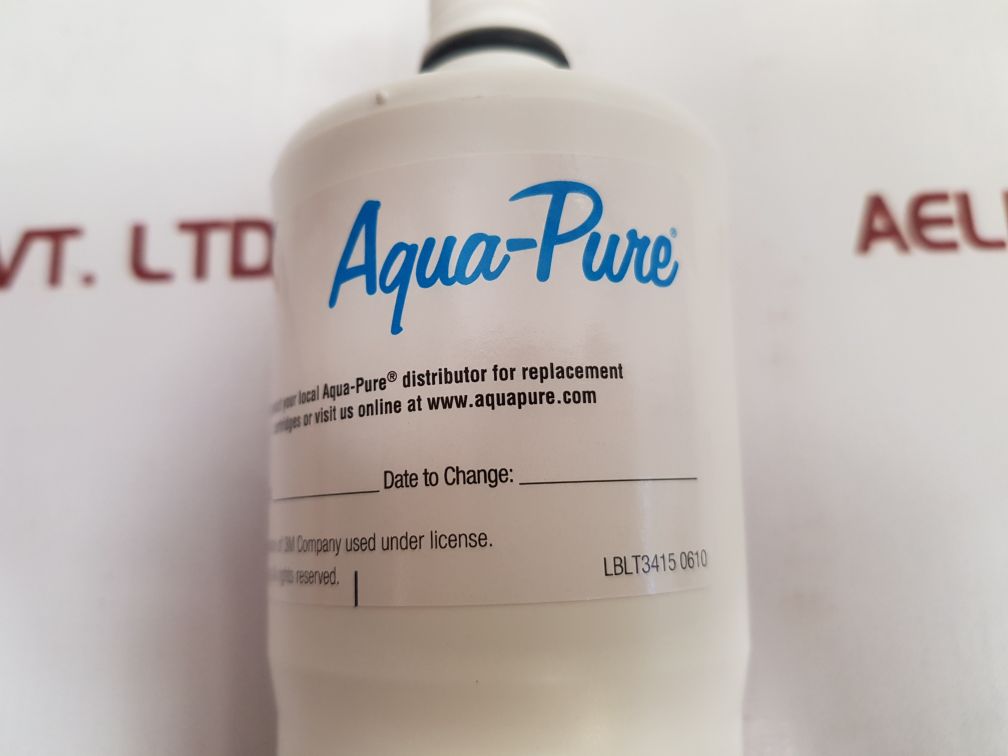 VT. LTD
AEL
Aqua-Pure®
your local Aqua-Pure® distributor for replacement
or visit us online at www.aquapure.com
Date to Change:
3M Company used under license.
reserved.
LBLT3415 0610